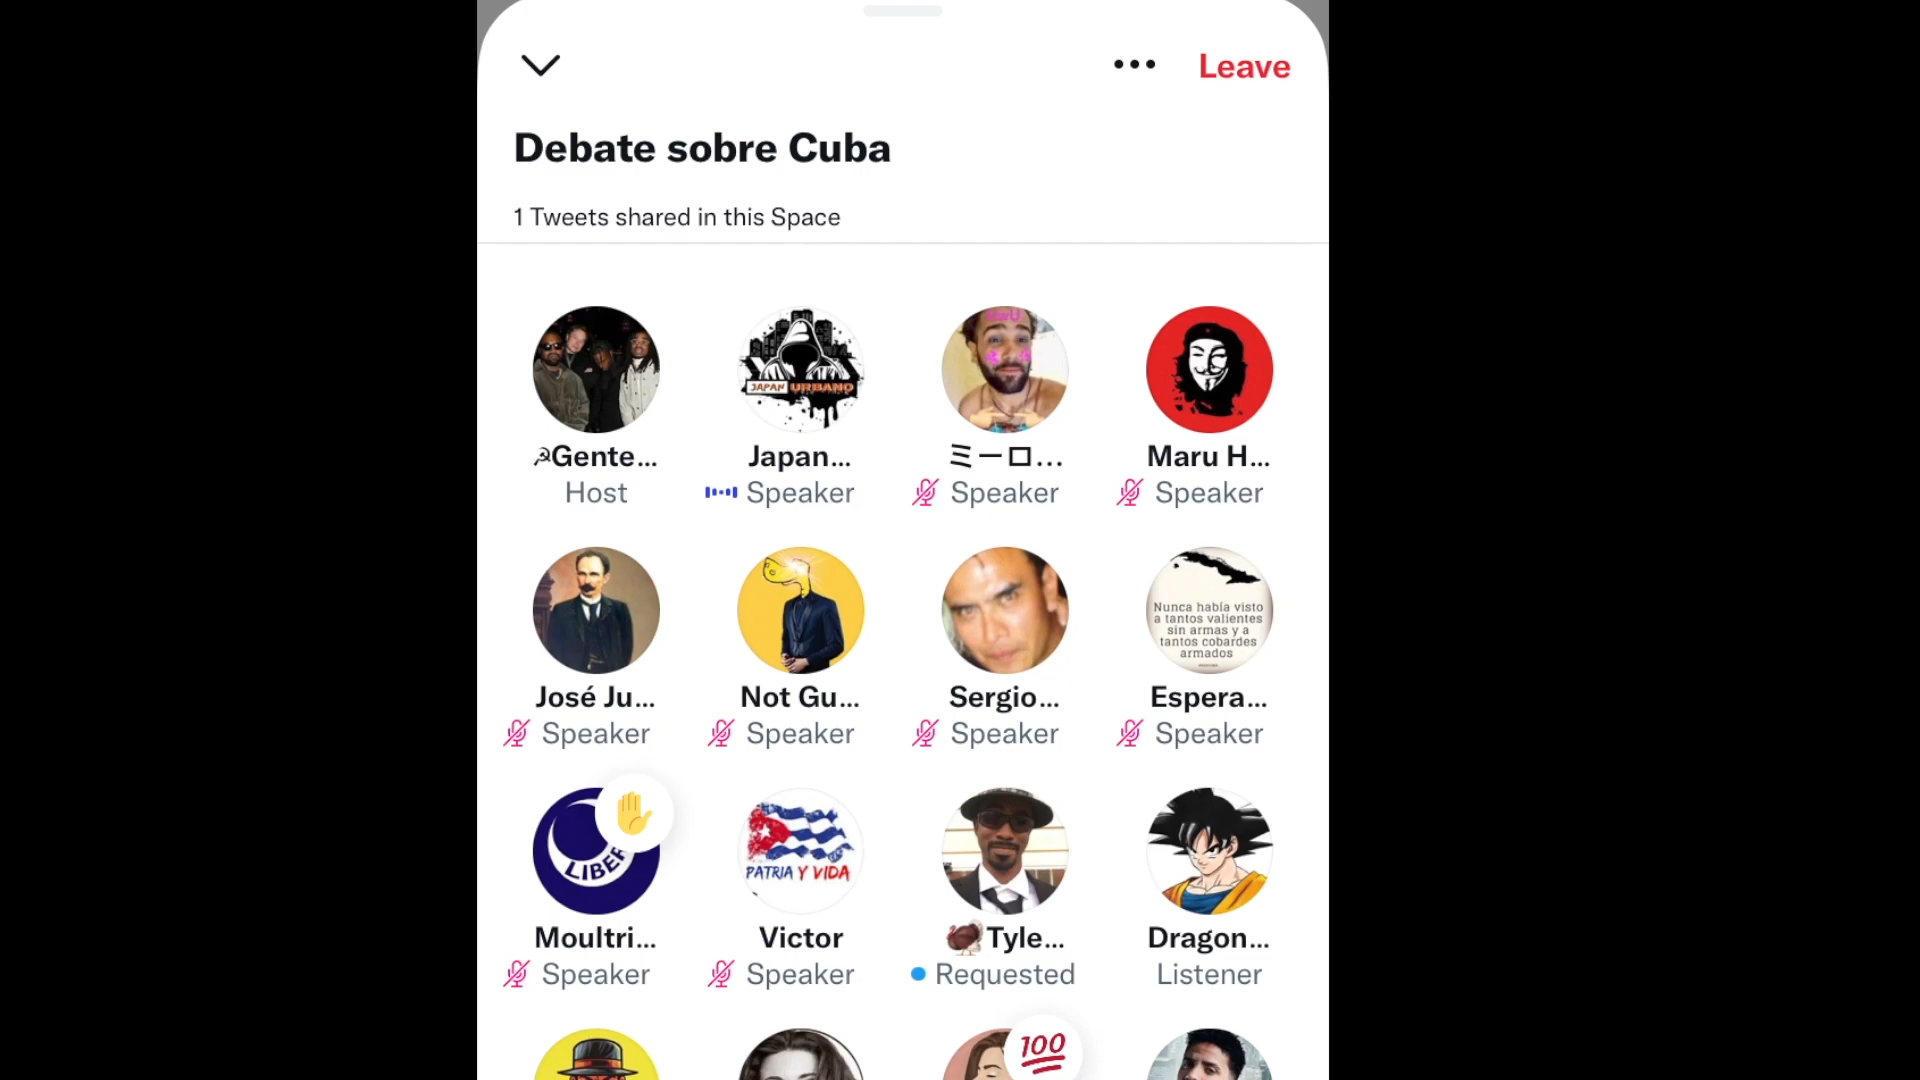 Leave
Debate sobre Cuba
1 Tweets shared in this Space
JAPAN URBANO
UwU
☭Gente...
Japan...
ミーロ...
Maru H...
Host
Speaker
Speaker
Speaker
Nunca había visto
a tantos valientes
sin armas y a
tantos cobardes
armados
José Ju...
Not Gu...
Sergio...
Espera...
Speaker
Speaker
Speaker
Speaker
LIBER
PATRIA Y VIDA
Moultri...
Victor
🦃Tyle...
Dragon...
Speaker
Speaker
Requested
Listener
100